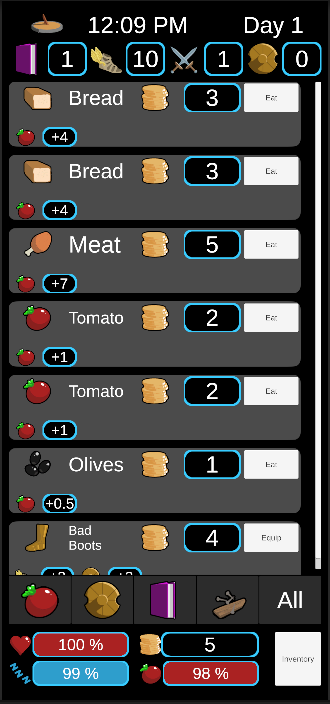 12:09 PM Day 1
1 10 1 0
Bread 3 Eat
+4
Bread 3 Eat
+4
Meat 5 Eat
+7
Tomato 2 Eat
+1
Tomato 2 Eat
+1
Olives 1 Eat
+0.5
Bad
Boots 4 Equip
All
100 % 5
NNN 99 % 98 %
Inventory